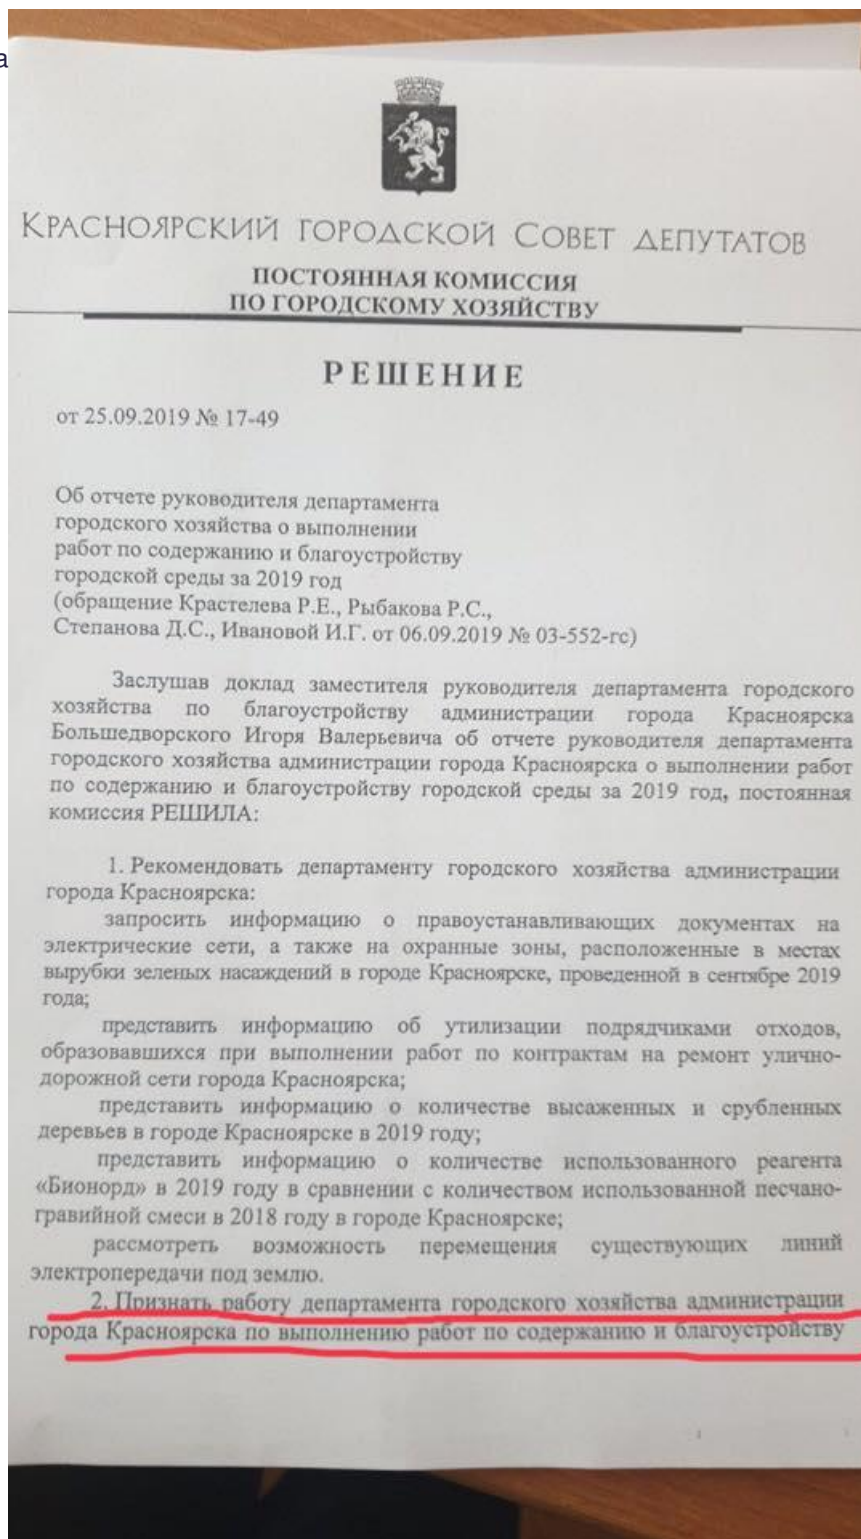 а
КРАСНОЯРСКИЙ ГОРОДСКОЙ СОВЕТ ДЕПУТАТОВ
ПОСТОЯННАЯ КОМИССИЯ
ПО ГОРОДСКОМУ ХОЗЯЙСТВУ
РЕШЕНИЕ
от 25.09.2019 № 17-49
Об отчете руководителя департамента
городского хозяйства о выполнении
работ по содержанию и благоустройству
городской среды за 2019 год
(обращение Крастелева Р.Е., Рыбакова Р.С.,
Степанова Д.С., Ивановой И.Г. от 06.09.2019 № 03-552-гс)
Заслушав доклад заместителя руководителя департамента городского
хозяйства по благоустройству администрации города Красноярска
Большедворского Игоря Валерьевича об отчете руководителя департамента
городского хозяйства администрации города Красноярска о выполнении работ
по содержанию и благоустройству городской среды за 2019 год, постоянная
комиссия РЕШИЛА:
1. Рекомендовать департаменту городского хозяйства администрации
города Красноярска:
запросить информацию о правоустанавливающих документах на
электрические сети, а также на охранные зоны, расположенные в местах
вырубки зеленых насаждений в городе Красноярске, проведенной в сентябре 2019
года;
представить информацию об утилизации подрядчиками отходов,
образовавшихся при выполнении работ по контрактам на ремонт улично-
дорожной сети города Красноярска;
представить информацию о количестве высаженных и срубленных
деревьев в городе Красноярске в 2019 году;
представить информацию о количестве использованного реагента
«Бионорд» в 2019 году в сравнении с количеством использованной песчано-
гравийной смеси в 2018 году в городе Красноярске;
рассмотреть возможность перемещения существующих линий
электропередачи под землю.
2. Признать работу департамента городского хозяйства администрации
города Красноярска по выполнению работ по содержанию и благоустройству